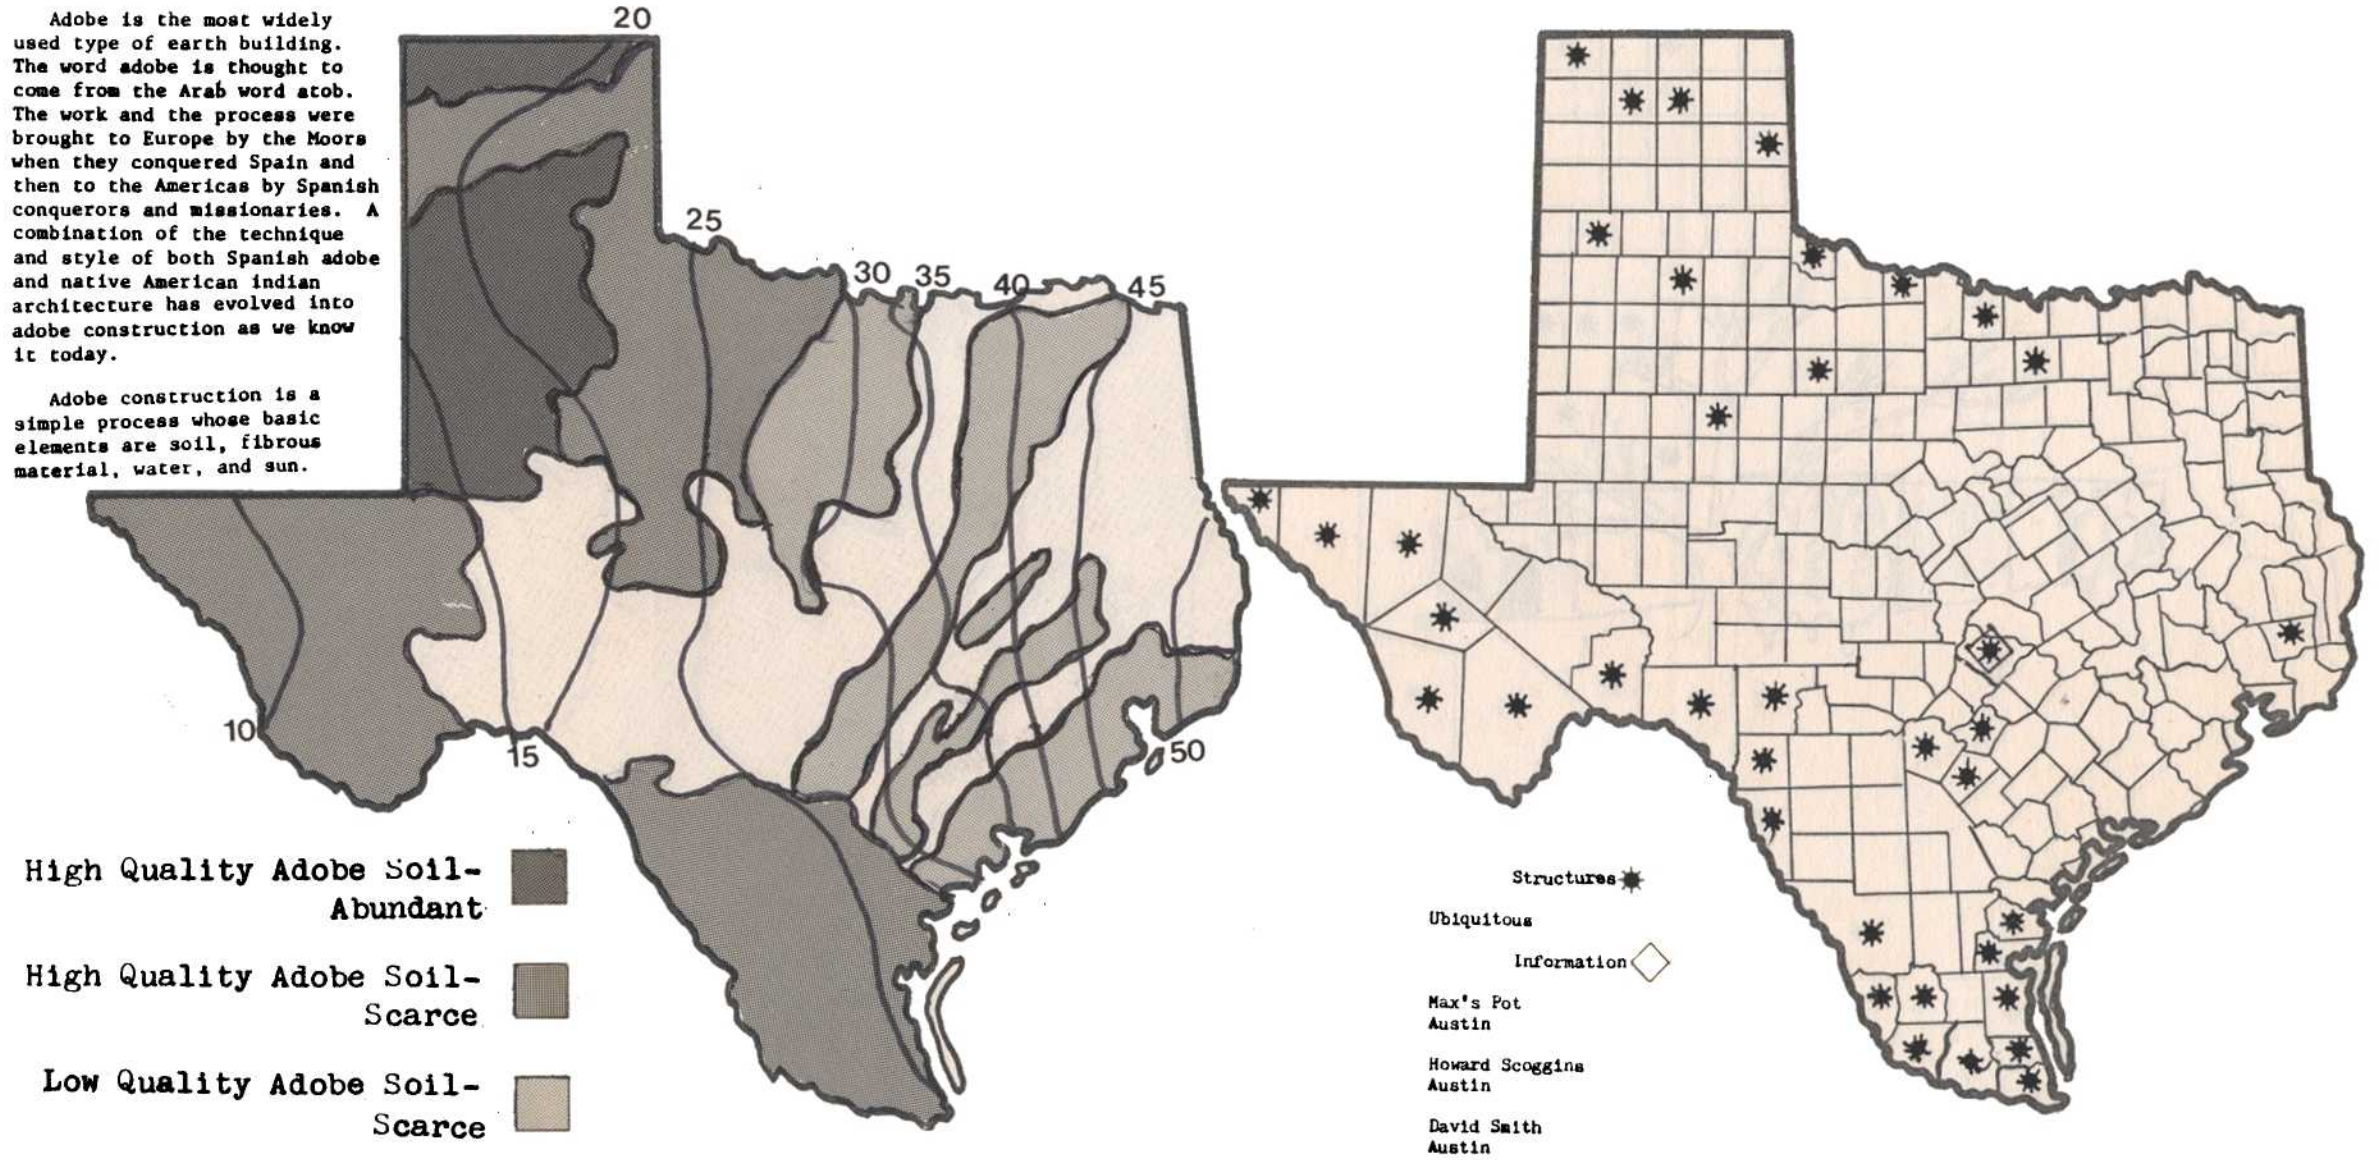 Adobe is the most widely
used type of earth building.
The word adobe is thought to
come from the Arab word atob.
The work and the process were
brought to Europe by the Moors
when they conquered Spain and
then to the Americas by Spanish
conquerors and missionaries. A
combination of the technique
and style of both Spanish adobe
and native American indian
architecture has evolved into
adobe construction as we know
it today.
Adobe construction is a
simple process whose basic
elements are soil, fibrous
material, water, and sun.
20
25
30
35
40
45
10
15
50
High Quality Adobe Soil-
Abundant
High Quality Adobe Soil-
Scarce
Low Quality Adobe Soil-
Scarce
Structures
Ubiquitous
Information
Max's Pot
Austin
Howard Scoggins
Austin
David Smith
Austin